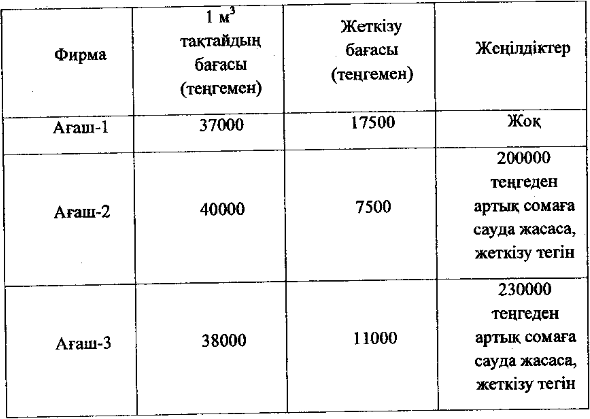 Фирма
1 м³
тақтайдың
бағасы
(теңгемен)
Жеткізу
бағасы
(теңгемен)
Жеңілдіктер
Ағаш-1
37000
17500
Жоқ
Ағаш-2
40000
7500
200000
теңгеден
артық сомаға
сауда жасаса,
жеткізу тегін
Ағаш-3
38000
11000
230000
теңгеден
артық сомаға
сауда жасаса,
жеткізу тегін